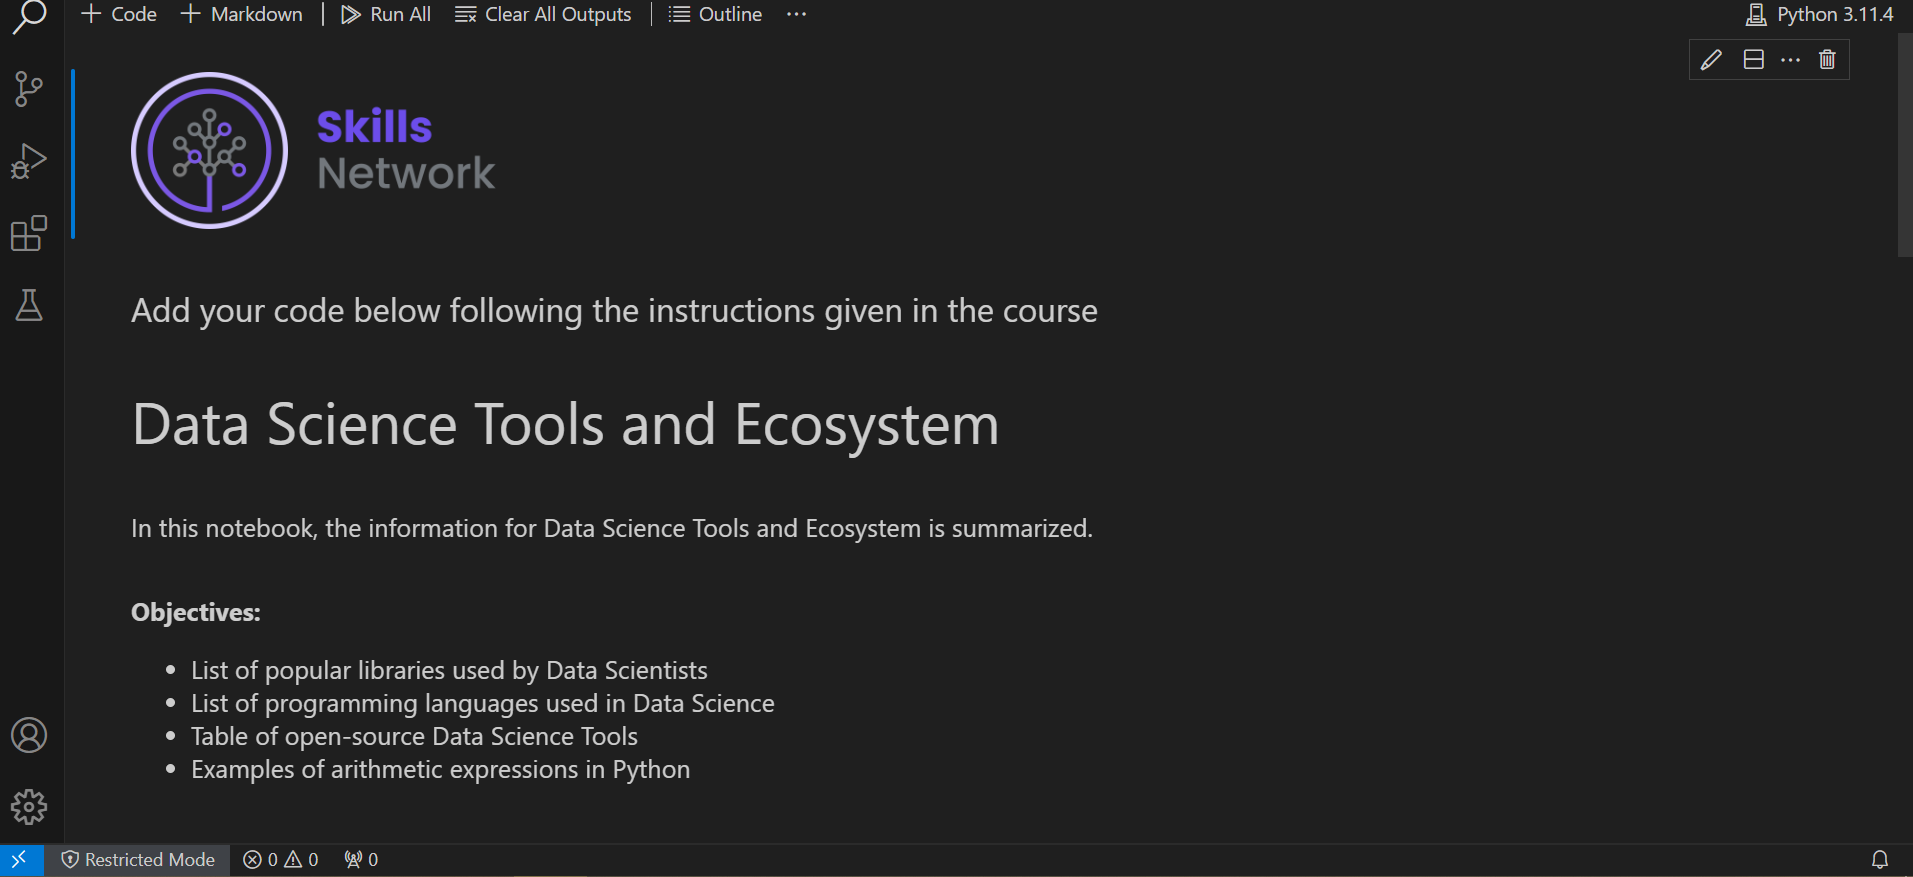 Code Markdown Run All Clear All Outputs Outline ... Python 3.11.4
Skills
Network
Add your code below following the instructions given in the course
Data Science Tools and Ecosystem
In this notebook, the information for Data Science Tools and Ecosystem is summarized.
Objectives:
• List of popular libraries used by Data Scientists
• List of programming languages used in Data Science
• Table of open-source Data Science Tools
• Examples of arithmetic expressions in Python
Restricted Mode 0 0 0